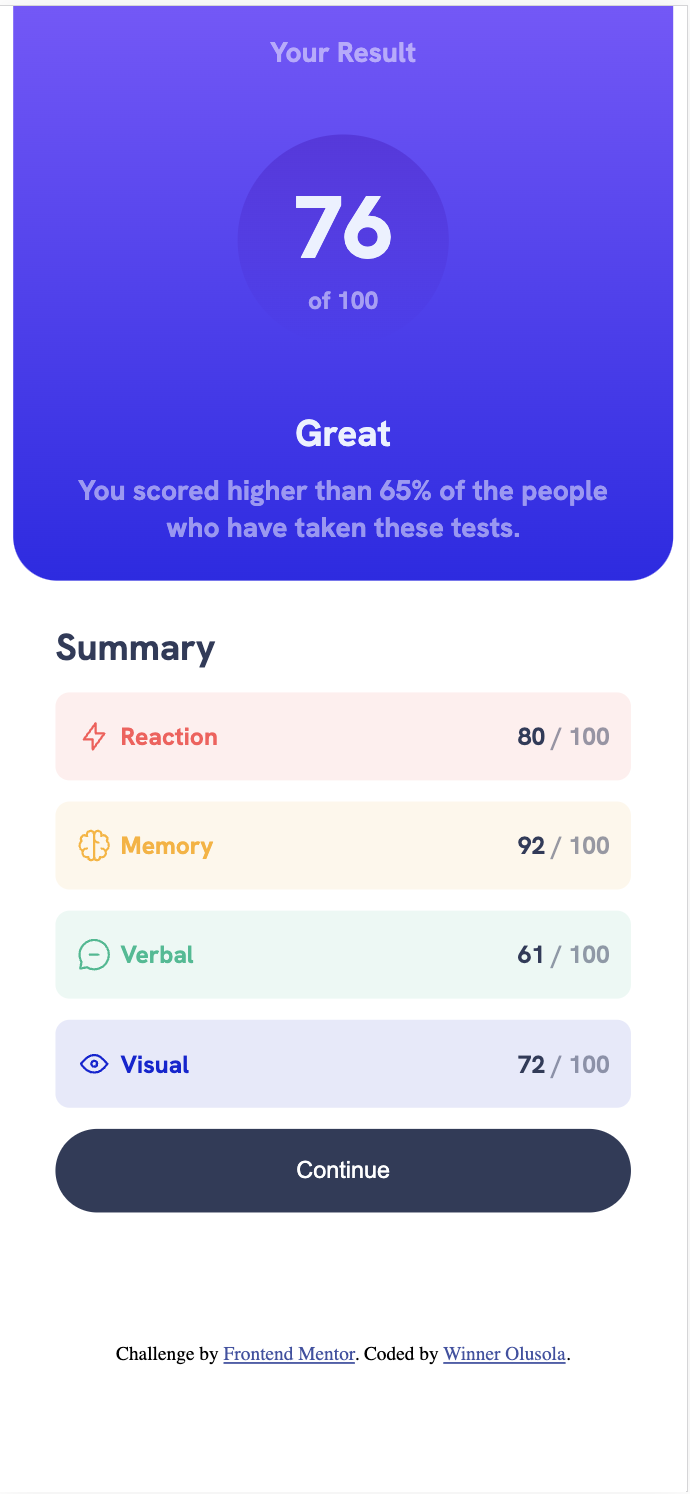 Your Result
76
of 100
Great
You scored higher than 65% of the people
who have taken these tests.
Summary
Reaction 80 / 100
Memory 92 / 100
Verbal 61 / 100
Visual 72 / 100
Continue
Challenge by Frontend Mentor. Coded by Winner Olusola.